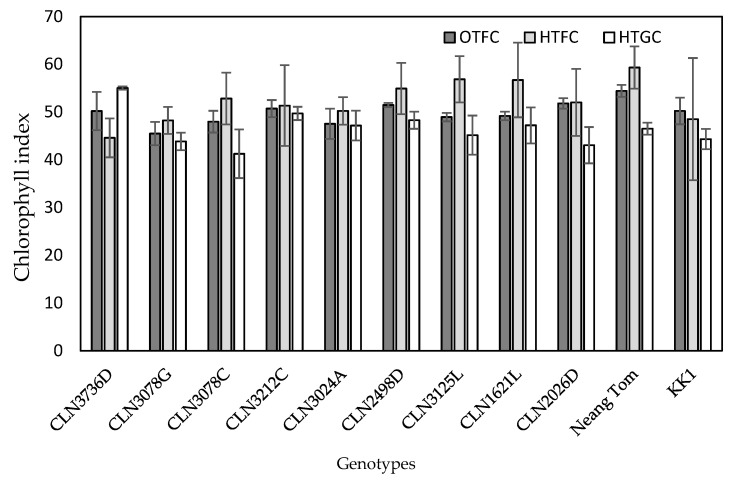 70
60
50
40
30
20
10
0
Chlorophyll index
OTFC HTFC HTGC
CLN3736D
CLN3078G
CLN3078C
CLN3212C
CLN3024A
CLN2498D
CLN3125L
CLN1621L
CLN2026D
Neang Tom
KK1
Genotypes